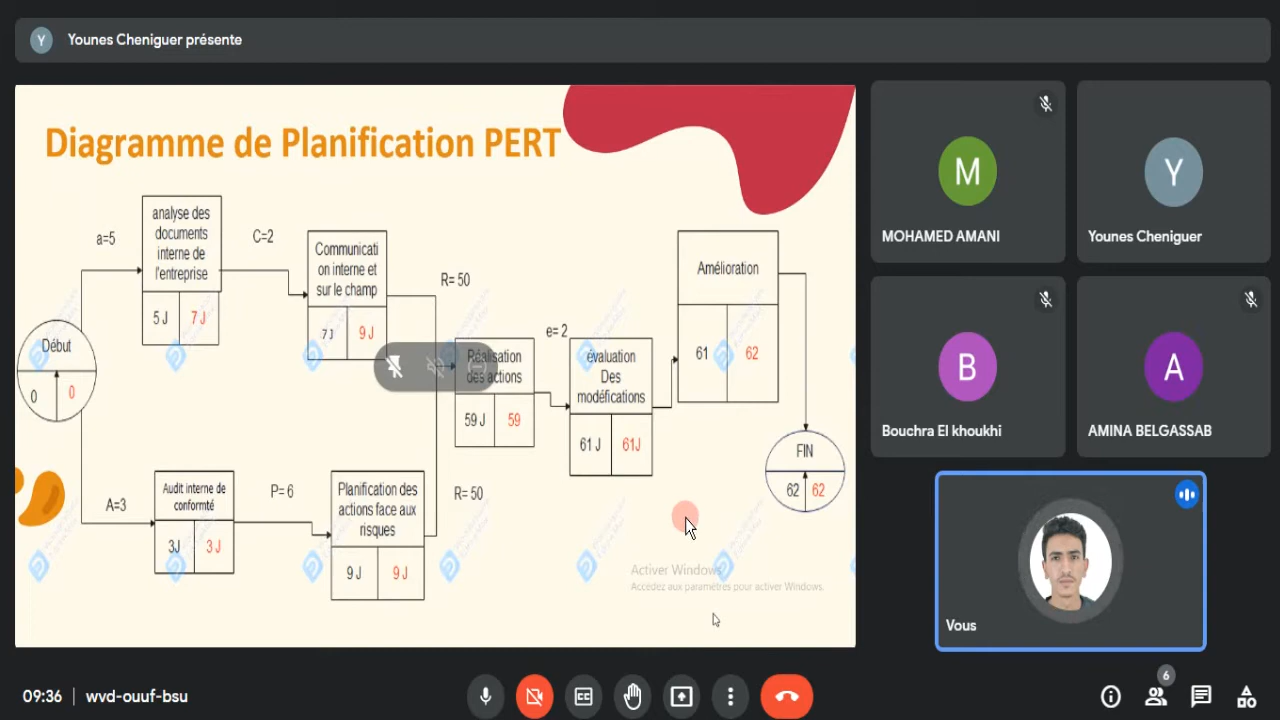 Y
Younes Cheniguer présente
Diagramme de Planification PERT
a=5
analyse des
documents
interne de
l'entreprise
5 J
7 J
C=2
Communicati
on interne et
sur le champ
7 J
9 J
R= 50
Début
0
0
Réalisation
des actions
59 J
59
e= 2
évaluation
Des
modéfications
61 J
61J
Amélioration
61
62
FIN
62
62
A=3
Audit interne de
conformté
3J
3 J
P= 6
Planification des
actions face aux
risques
9 J
9 J
R= 50
Activer Windows
Accédez aux paramètres pour activer Windows.
M
MOHAMED AMANI
Y
Younes Cheniguer
B
Bouchra El khoukhi
A
AMINA BELGASSAB
Vous
09:36
wvd-ouuf-bsu
CC
6